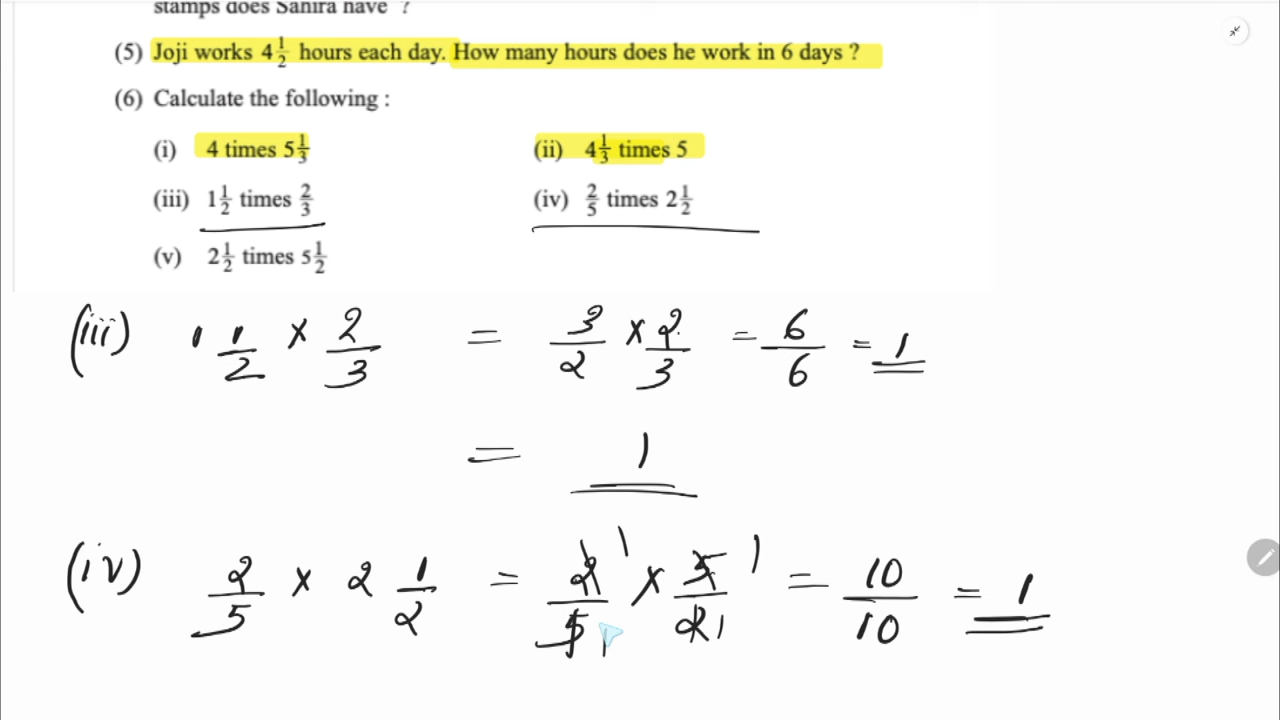 stamps does Sahira have ?
(5) Joji works 4 1/2 hours each day. How many hours does he work in 6 days ?
(6) Calculate the following :
(i) 4 times 5 1/3 (ii) 4 1/3 times 5
(iii) 1 1/2 times 2/3 (iv) 2/5 times 2 1/2
(v) 2 1/2 times 5 1/2
(iii) 1 1/2 × 2/3 = 3/2 × 2/3 = 6/6 = 1
= 1
(iv) 2/5 × 2 1/2 = 2 1/5 1 × 5 1/2 1 = 10/10 = 1